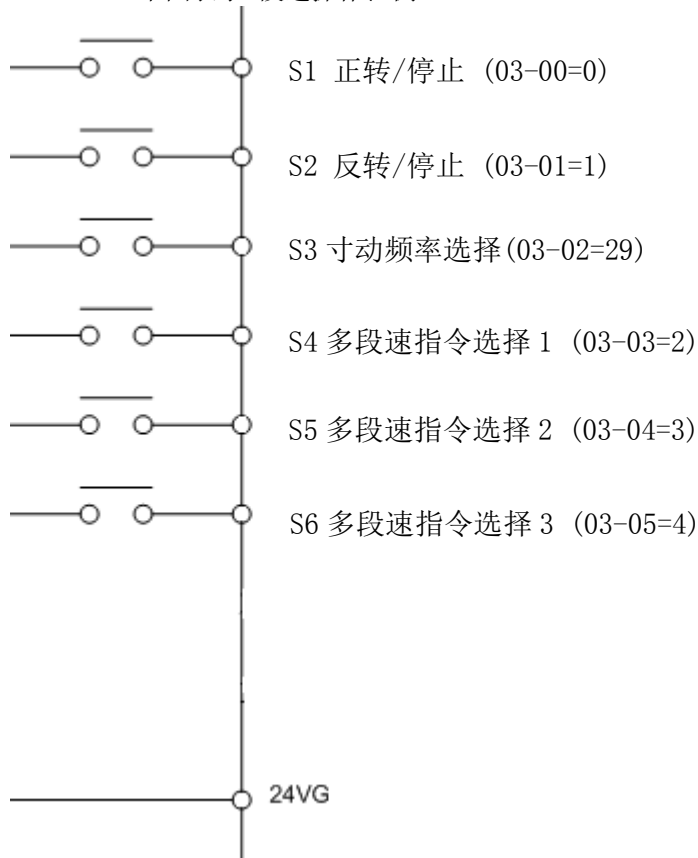 S1 正转/停止 (03-00=0)
S2 反转/停止 (03-01=1)
S3 寸动频率选择(03-02=29)
S4 多段速指令选择 1 (03-03=2)
S5 多段速指令选择 2 (03-04=3)
S6 多段速指令选择 3 (03-05=4)
24VG